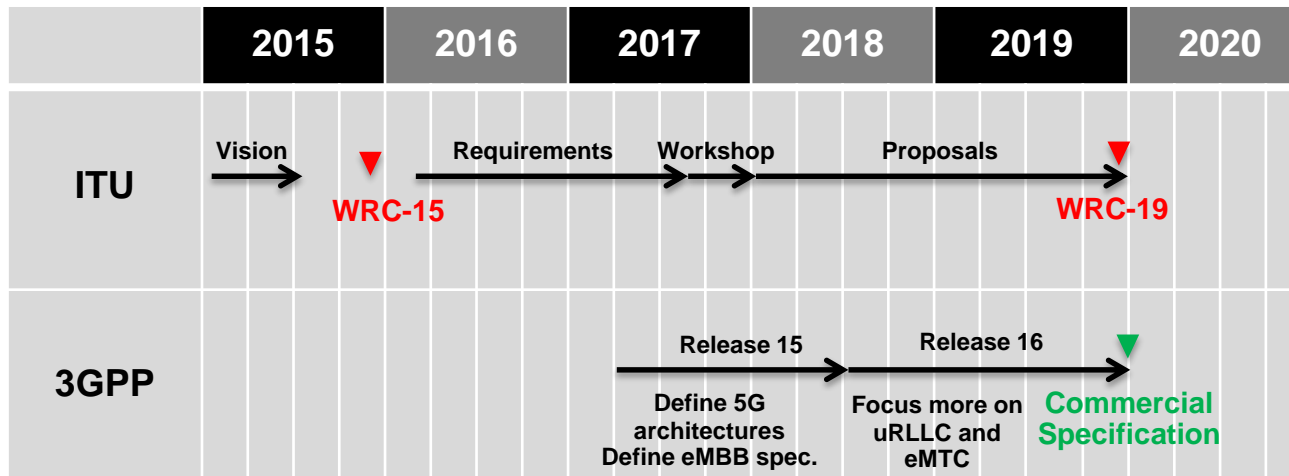 2015 2016 2017 2018 2019 2020
ITU
Vision
WRC-15
Requirements
Workshop
Proposals
WRC-19
3GPP
Release 15
Define 5G
architectures
Define eMBB spec.
Release 16
Focus more on
uRLLC and
eMTC
Commercial
Specification